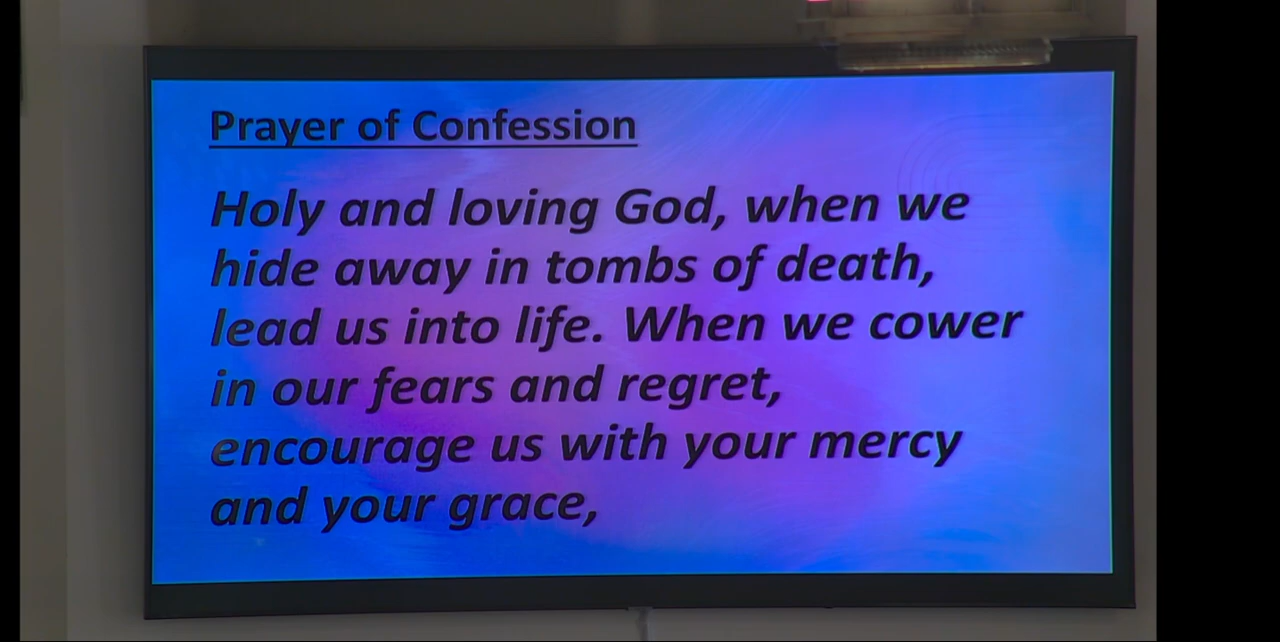 Prayer of Confession
Holy and loving God, when we
hide away in tombs of death,
lead us into life. When we cower
in our fears and regret,
encourage us with your mercy
and your grace,